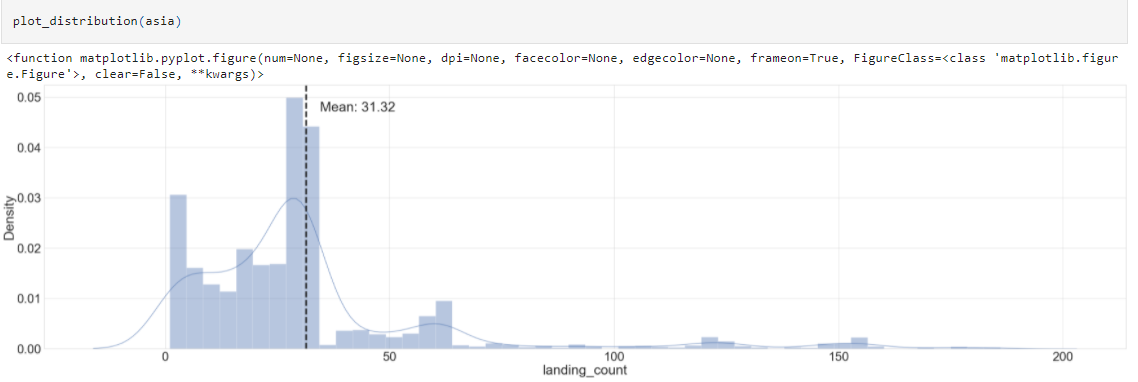 plot_distribution(asia)
<function matplotlib.pyplot.figure(num=None, figsize=None, dpi=None, facecolor=None, edgecolor=None, frameon=True, FigureClass=<class 'matplotlib.figur
e.Figure'>, clear=False, **kwargs)>
0.05
Mean: 31.32
0.04
0.03
Density
0.02
0.01
0.00
0 50 100 150 200
landing_count